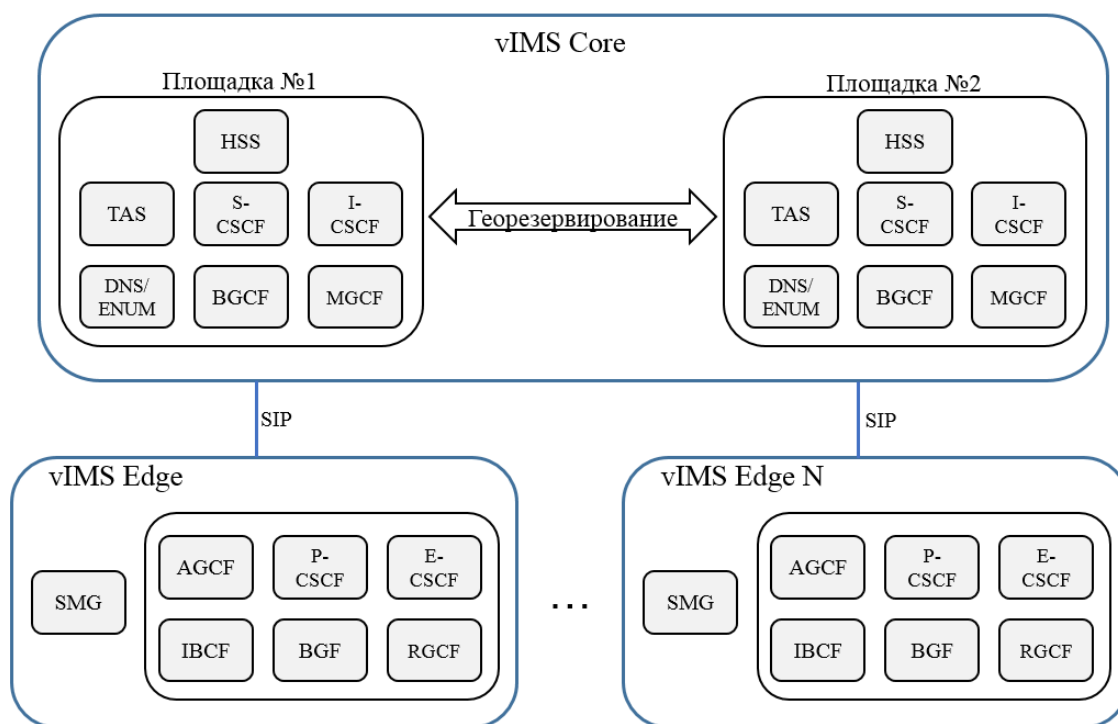 vIMS Core
Площадка №1
HSS
TAS
S-
CSCF
I-
CSCF
DNS/
ENUM
BGCF
MGCF
Георезервирование
Площадка №2
HSS
TAS
S-
CSCF
I-
CSCF
DNS/
ENUM
BGCF
MGCF
SIP
SIP
vIMS Edge
SMG
AGCF
P-
CSCF
E-
CSCF
IBCF
BGF
RGCF
...
vIMS Edge N
SMG
AGCF
P-
CSCF
E-
CSCF
IBCF
BGF
RGCF